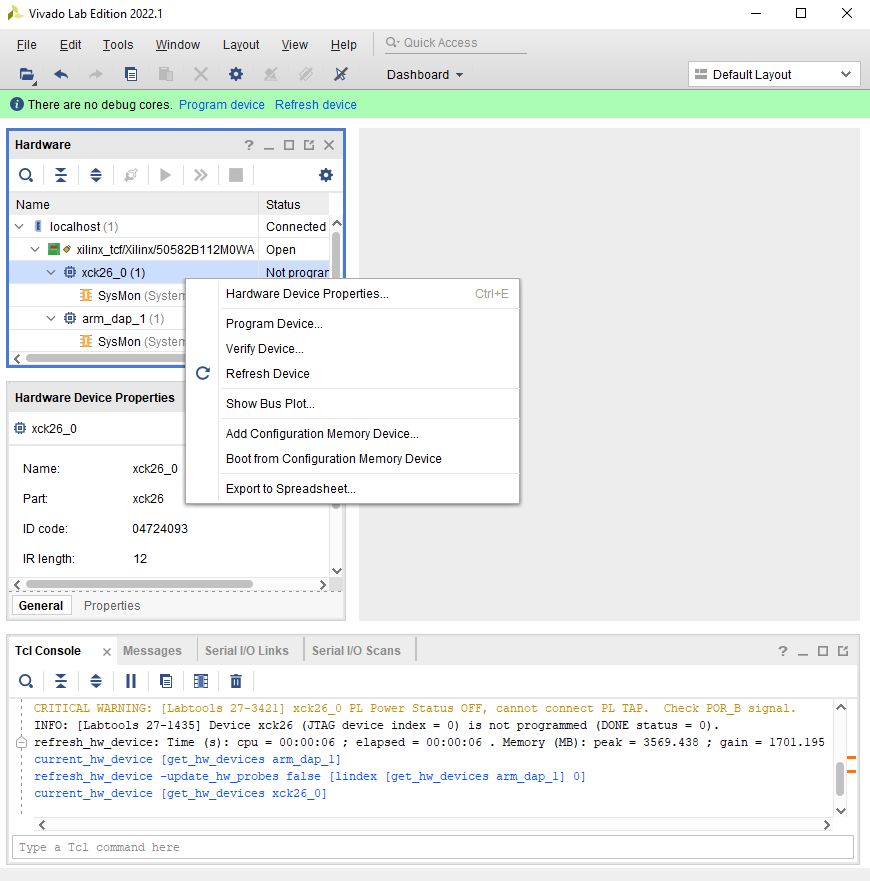 Vivado Lab Edition 2022.1
File Edit Tools Window Layout View Help Quick Access
Dashboard Default Layout
There are no debug cores. Program device Refresh device
Hardware
Name Status
localhost (1) Connected
xilinx_tcf/Xilinx/50582B112M0WA Open
xck26_0 (1) Not program
SysMon (System
arm_dap_1 (1)
SysMon (System
Hardware Device Properties... Ctrl+E
Program Device...
Verify Device...
Refresh Device
Show Bus Plot...
Add Configuration Memory Device...
Boot from Configuration Memory Device
Export to Spreadsheet...
Hardware Device Properties
xck26_0
Name: xck26_0
Part: xck26
ID code: 04724093
IR length: 12
General Properties
Tcl Console Messages Serial I/O Links Serial I/O Scans
CRITICAL WARNING: [Labtools 27-3421] xck26_0 PL Power Status OFF, cannot connect PL TAP.  Check POR_B signal.
INFO: [Labtools 27-1435] Device xck26 (JTAG device index = 0) is not programmed (DONE status = 0).
refresh_hw_device: Time (s): cpu = 00:00:06 ; elapsed = 00:00:06 . Memory (MB): peak = 3569.438 ; gain = 1701.195
current_hw_device [get_hw_devices arm_dap_1]
refresh_hw_device -update_hw_probes false [lindex [get_hw_devices arm_dap_1] 0]
current_hw_device [get_hw_devices xck26_0]
Type a Tcl command here